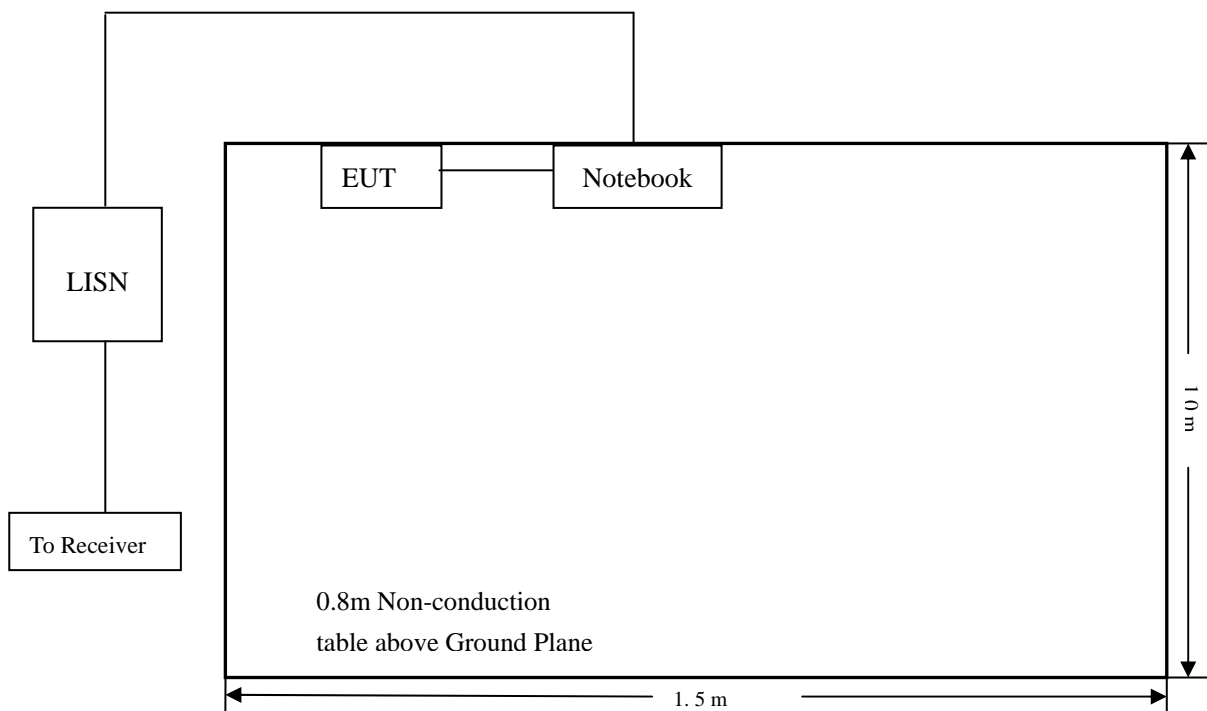 EUT
Notebook
LISN
1 0 m
To Receiver
0.8m Non-conduction
table above Ground Plane
1. 5 m